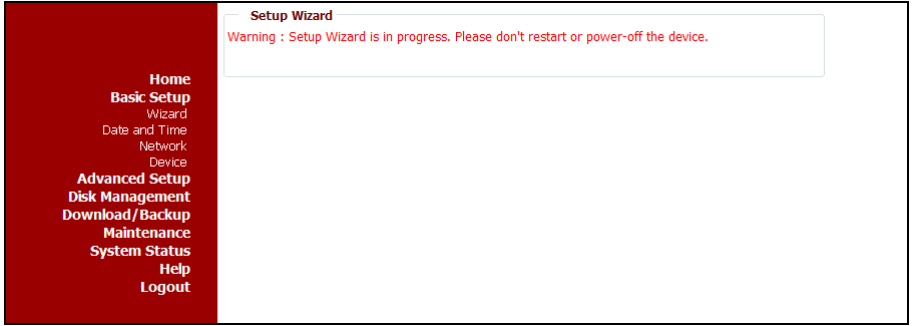 Setup Wizard
Warning : Setup Wizard is in progress. Please don't restart or power-off the device.
Home
Basic Setup
Wizard
Date and Time
Network
Device
Advanced Setup
Disk Management
Download/Backup
Maintenance
System Status
Help
Logout